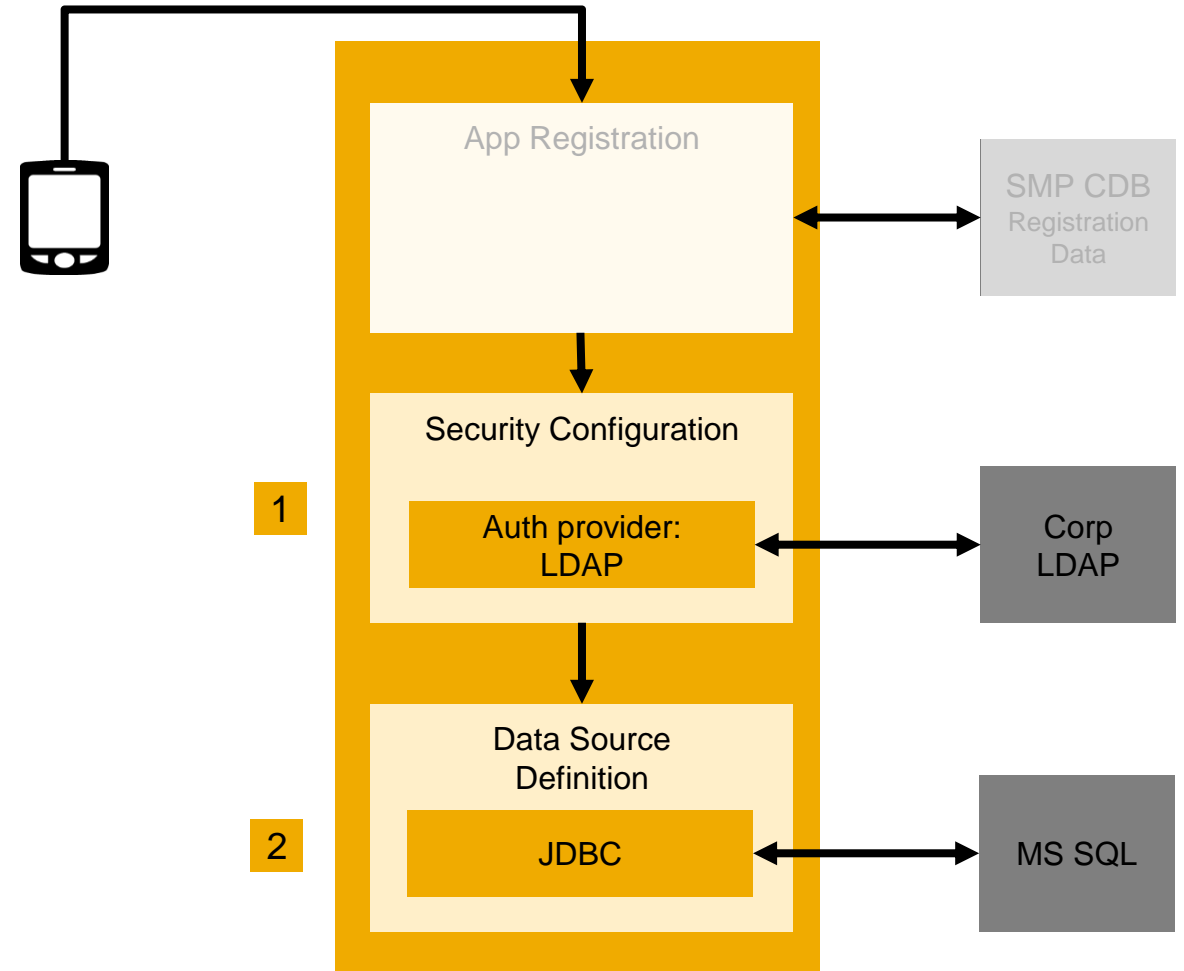 App Registration
SMP CDB
Registration
Data
Security Configuration
1
Auth provider:
LDAP
Corp
LDAP
Data Source
Definition
2
JDBC
MS SQL